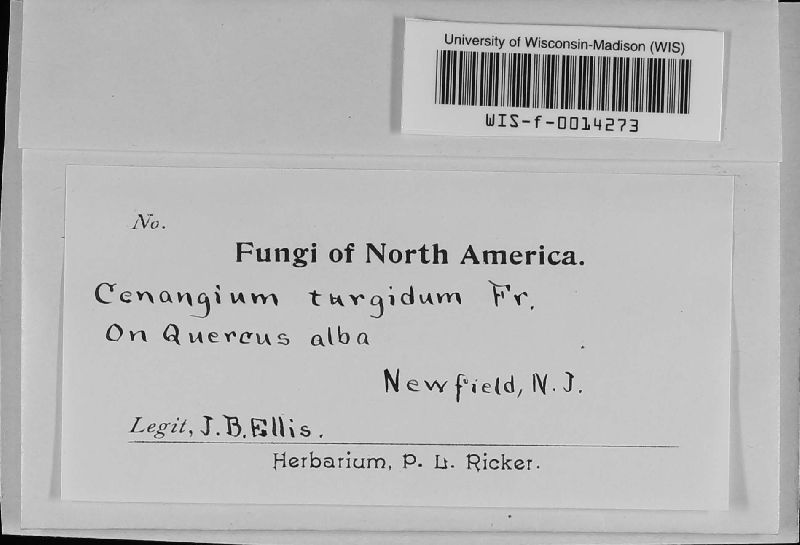 University of Wisconsin-Madison (WIS)
WIS-f-0014273
No.
Fungi of North America.
Cenangium turgidum Fr.
On Quercus alba
Newfield, N. J.
Legit, J. B. Ellis.
Herbarium, P. L. Ricker.